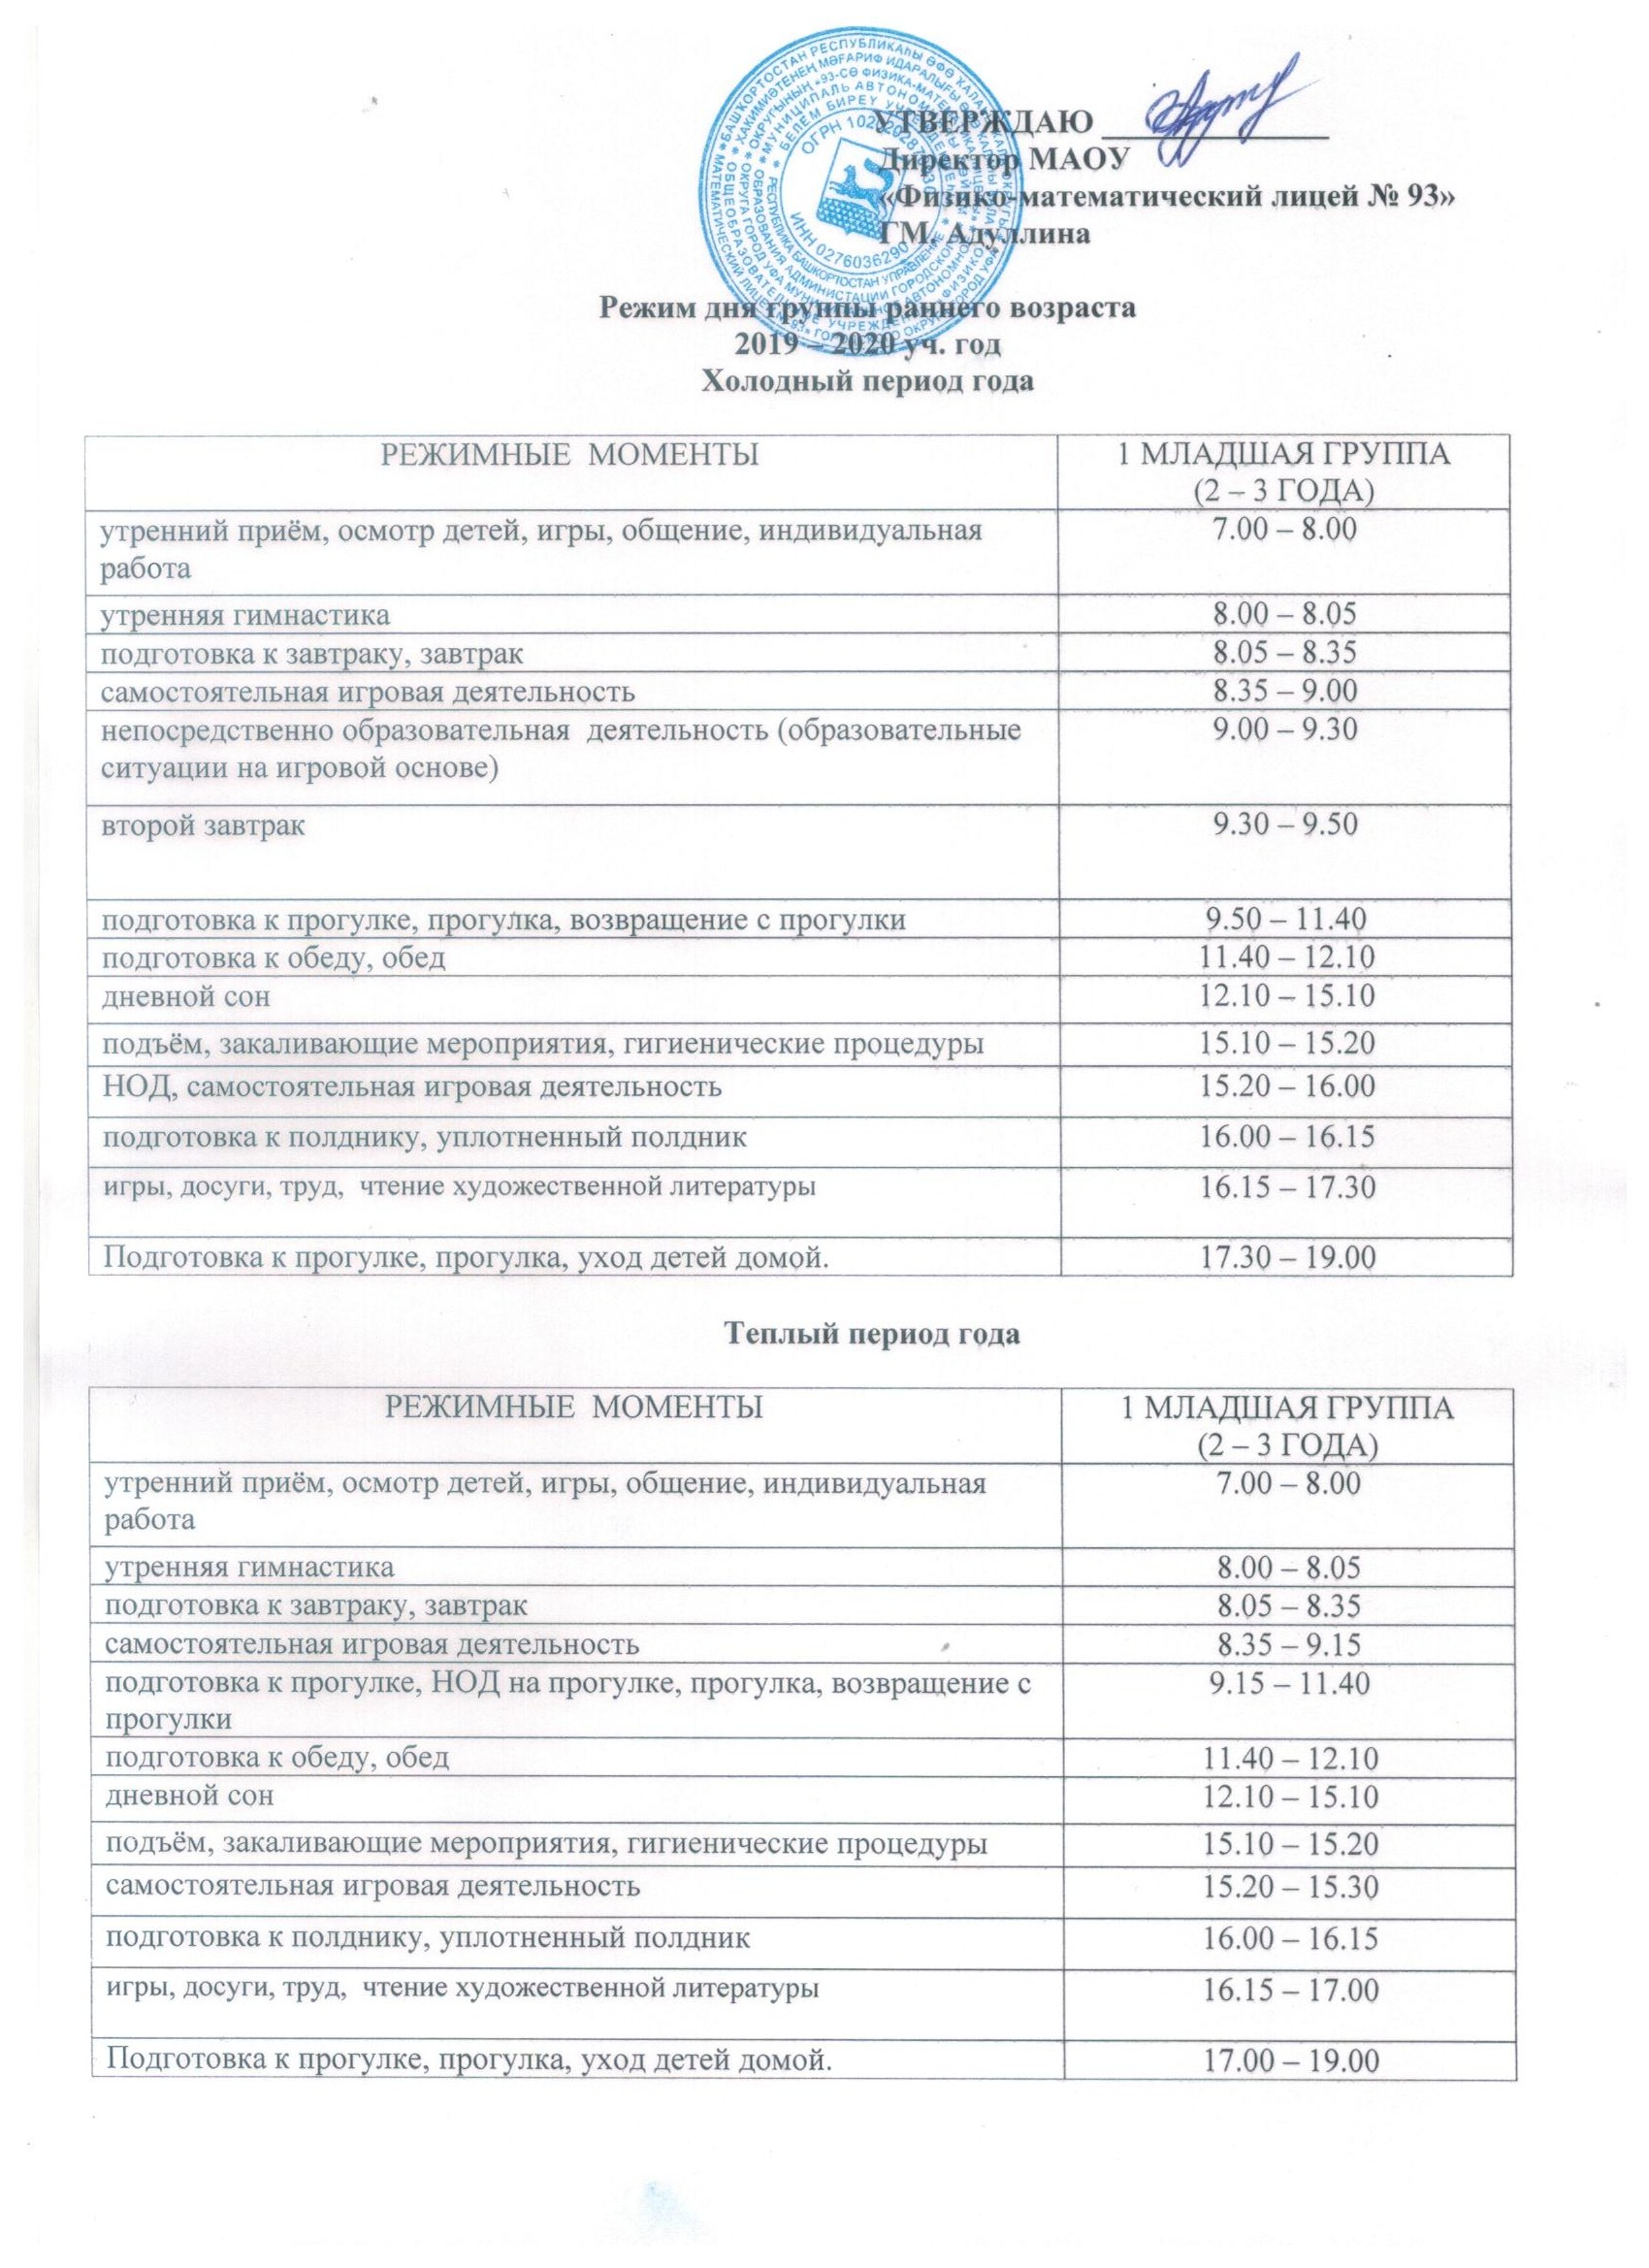 УТВЕРЖДАЮ
Директор МАОУ
«Физико-математический лицей № 93»
Г.М. Адуллина
ОГРН
ИНН 0276036290
Режим дня группы раннего возраста
2019 – 2020 уч. год
Холодный период года
РЕЖИМНЫЕ МОМЕНТЫ 1 МЛАДШАЯ ГРУППА
(2 – 3 ГОДА)
утренний приём, осмотр детей, игры, общение, индивидуальная 7.00 – 8.00
работа
утренняя гимнастика 8.00 – 8.05
подготовка к завтраку, завтрак 8.05 – 8.35
самостоятельная игровая деятельность 8.35 – 9.00
непосредственно образовательная деятельность (образовательные 9.00 – 9.30
ситуации на игровой основе)
второй завтрак 9.30 – 9.50
подготовка к прогулке, прогулка, возвращение с прогулки 9.50 – 11.40
подготовка к обеду, обед 11.40 – 12.10
дневной сон 12.10 – 15.10
подъём, закаливающие мероприятия, гигиенические процедуры 15.10 – 15.20
НОД, самостоятельная игровая деятельность 15.20 – 16.00
подготовка к полднику, уплотненный полдник 16.00 – 16.15
игры, досуги, труд, чтение художественной литературы 16.15 – 17.30
Подготовка к прогулке, прогулка, уход детей домой. 17.30 – 19.00
Теплый период года
РЕЖИМНЫЕ МОМЕНТЫ 1 МЛАДШАЯ ГРУППА
(2 – 3 ГОДА)
утренний приём, осмотр детей, игры, общение, индивидуальная 7.00 – 8.00
работа
утренняя гимнастика 8.00 – 8.05
подготовка к завтраку, завтрак 8.05 – 8.35
самостоятельная игровая деятельность 8.35 – 9.15
подготовка к прогулке, НОД на прогулке, прогулка, возвращение с 9.15 – 11.40
прогулки
подготовка к обеду, обед 11.40 – 12.10
дневной сон 12.10 – 15.10
подъём, закаливающие мероприятия, гигиенические процедуры 15.10 – 15.20
самостоятельная игровая деятельность 15.20 – 15.30
подготовка к полднику, уплотненный полдник 16.00 – 16.15
игры, досуги, труд, чтение художественной литературы 16.15 – 17.00
Подготовка к прогулке, прогулка, уход детей домой. 17.00 – 19.00